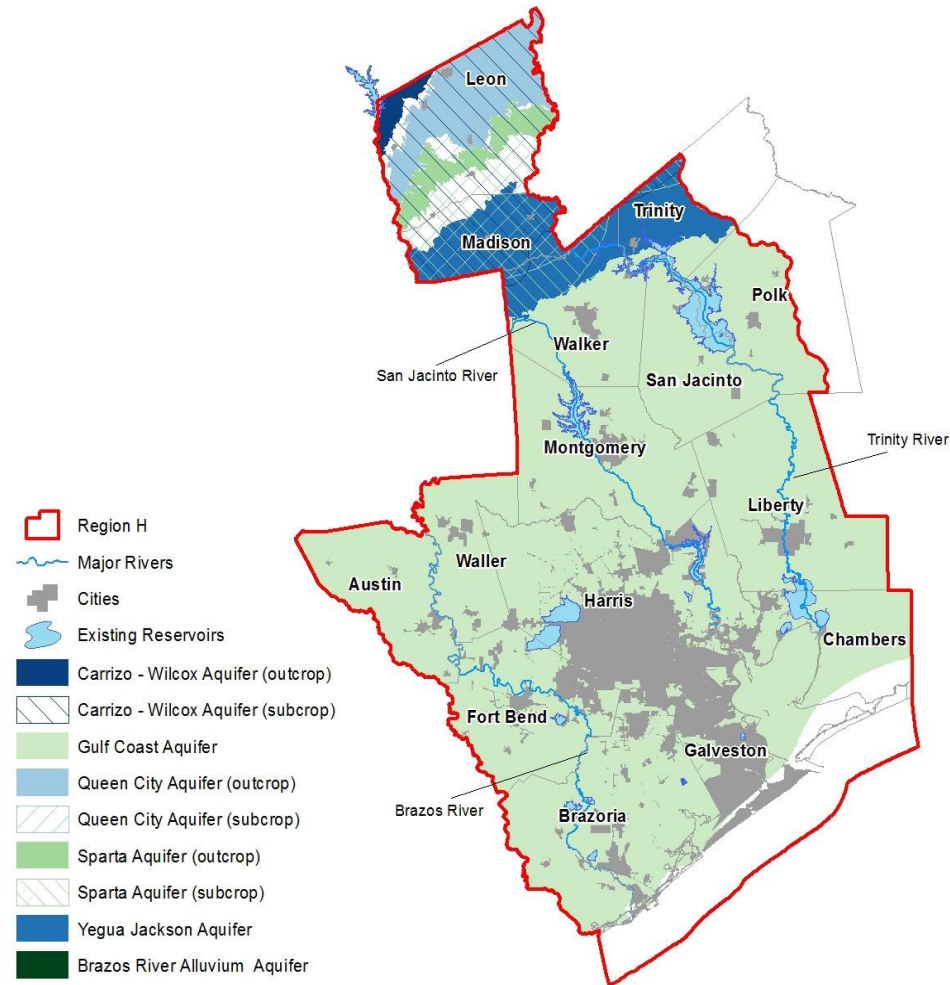 Leon
Trinity
Madison
Polk
Walker
San Jacinto River
San Jacinto
Montgomery
Trinity River
Liberty
Region H
Major Rivers
Waller
Austin
Cities
Harris
Existing Reservoirs
Chambers
Carrizo - Wilcox Aquifer (outcrop)
Carrizo - Wilcox Aquifer (subcrop)
Fort Bend
Gulf Coast Aquifer
Galveston
Queen City Aquifer (outcrop)
Brazos River
Brazoria
Queen City Aquifer (subcrop)
Sparta Aquifer (outcrop)
Sparta Aquifer (subcrop)
Yegua Jackson Aquifer
Brazos River Alluvium  Aquifer